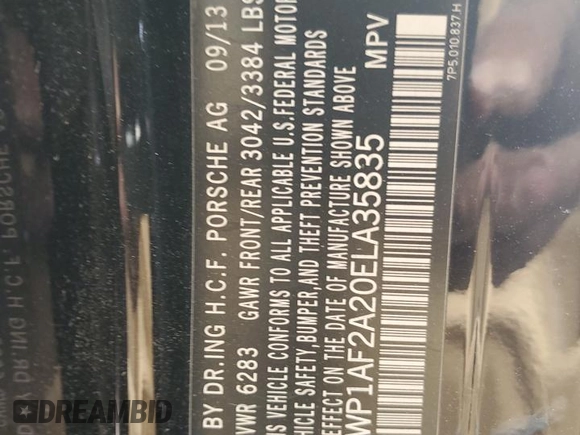 BY DR.ING H.C.F. PORSCHE AG 09/13
VWR 6283 GAWR FRONT/REAR 3042/3384 LBS
IS VEHICLE CONFORMS TO ALL APPLICABLE U.S.FEDERAL MOTOR
HICLE SAFETY,BUMPER,AND THEFT PREVENTION STANDARDS
EFFECT ON THE DATE OF MANUFACTURE SHOWN ABOVE
WP1AF2A20ELA35835 MPV
7P5.010.837.H
DREAMBID